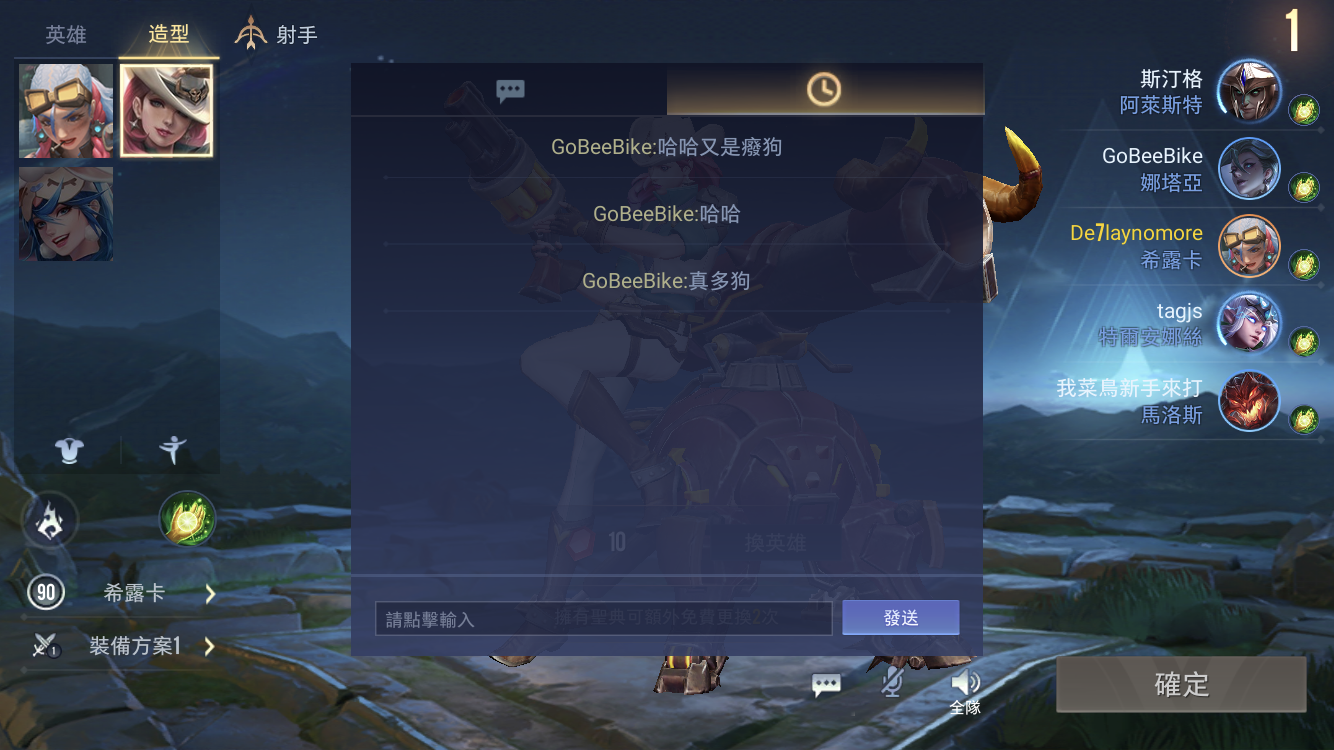 英雄
造型
射手
1
GoBeeBike:哈哈又是癈狗
GoBeeBike:哈哈
GoBeeBike:真多狗
斯汀格
阿萊斯特
GoBeeBike
娜塔亞
De7laynomore
希露卡
tagjs
特爾安娜絲
我菜鳥新手來打
馬洛斯
10
換英雄
90
希露卡
1
裝備方案1
請點擊輸入
擁有聖典可額外免費更換2次
發送
全隊
確定